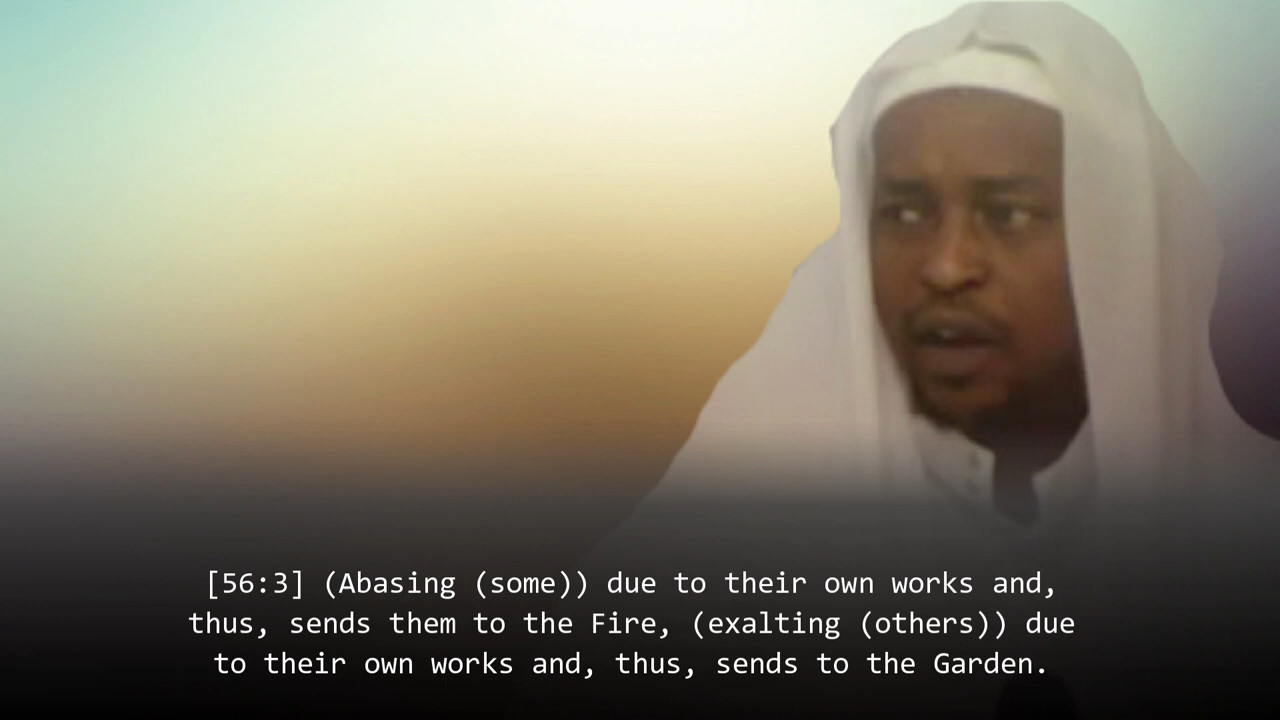 [56:3] (Abasing (some)) due to their own works and,
thus, sends them to the Fire, (exalting (others)) due
to their own works and, thus, sends to the Garden.